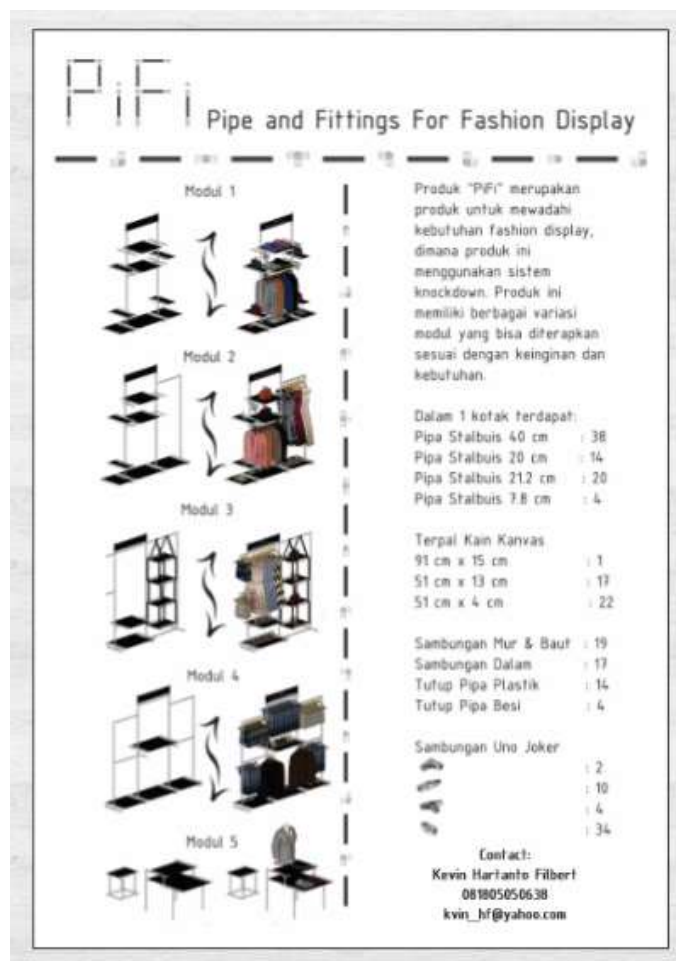 PiFi Pipe and Fittings For Fashion Display
Modul 1
Modul 2
Modul 3
Modul 4
Modul 5
Produk "PiFi" merupakan
produk untuk mewadahi
kebutuhan fashion display,
dimana produk ini
menggunakan sistem
knockdown. Produk ini
memiliki berbagai variasi
modul yang bisa diterapkan
sesuai dengan keinginan dan
kebutuhan.
Dalam 1 kotak terdapat:
Pipa Stalbuis 40 cm : 38
Pipa Stalbuis 20 cm : 14
Pipa Stalbuis 21.2 cm : 20
Pipa Stalbuis 7.8 cm : 4
Terpal Kain Kanvas
91 cm x 15 cm : 1
51 cm x 13 cm : 17
51 cm x 4 cm : 22
Sambungan Mur & Baut : 19
Sambungan Dalam : 17
Tutup Pipa Plastik : 14
Tutup Pipa Besi : 4
Sambungan Uno Joker
: 2
: 10
: 4
: 34
Contact:
Kevin Hartanto Filbert
081805050638
kvin_hf@yahoo.com